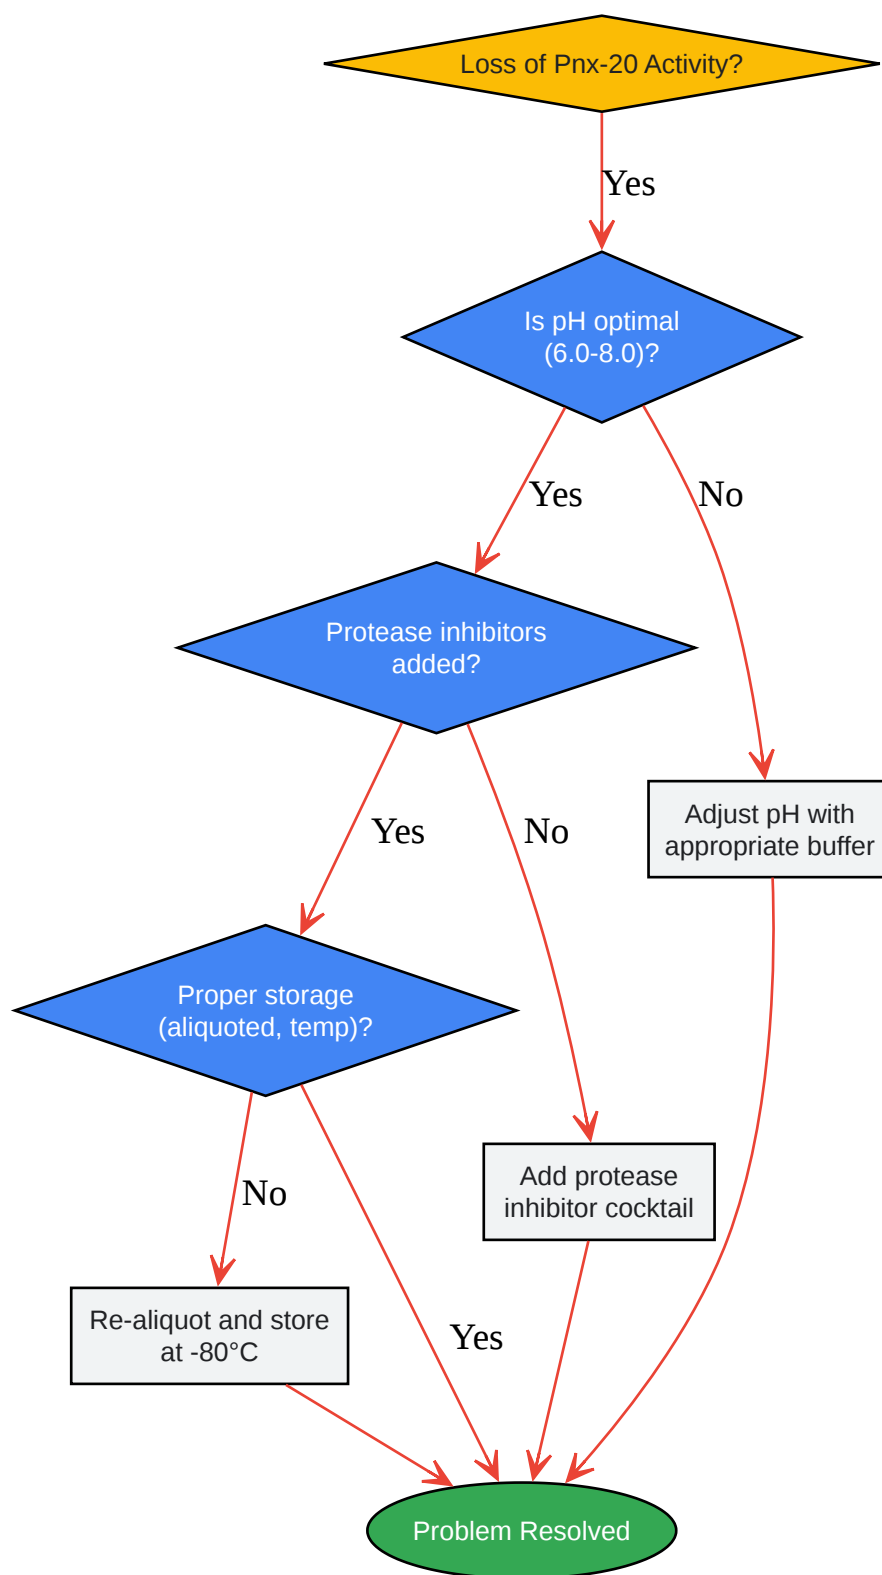 Loss of Pnx-20 Activity?
Yes
Is pH optimal
(6.0-8.0)?
Yes
No
Protease inhibitors
added?
Adjust pH with
appropriate buffer
Yes
No
Proper storage
(aliquoted, temp)?
Add protease
inhibitor cocktail
No
Re-aliquot and store
at -80°C
Yes
Problem Resolved